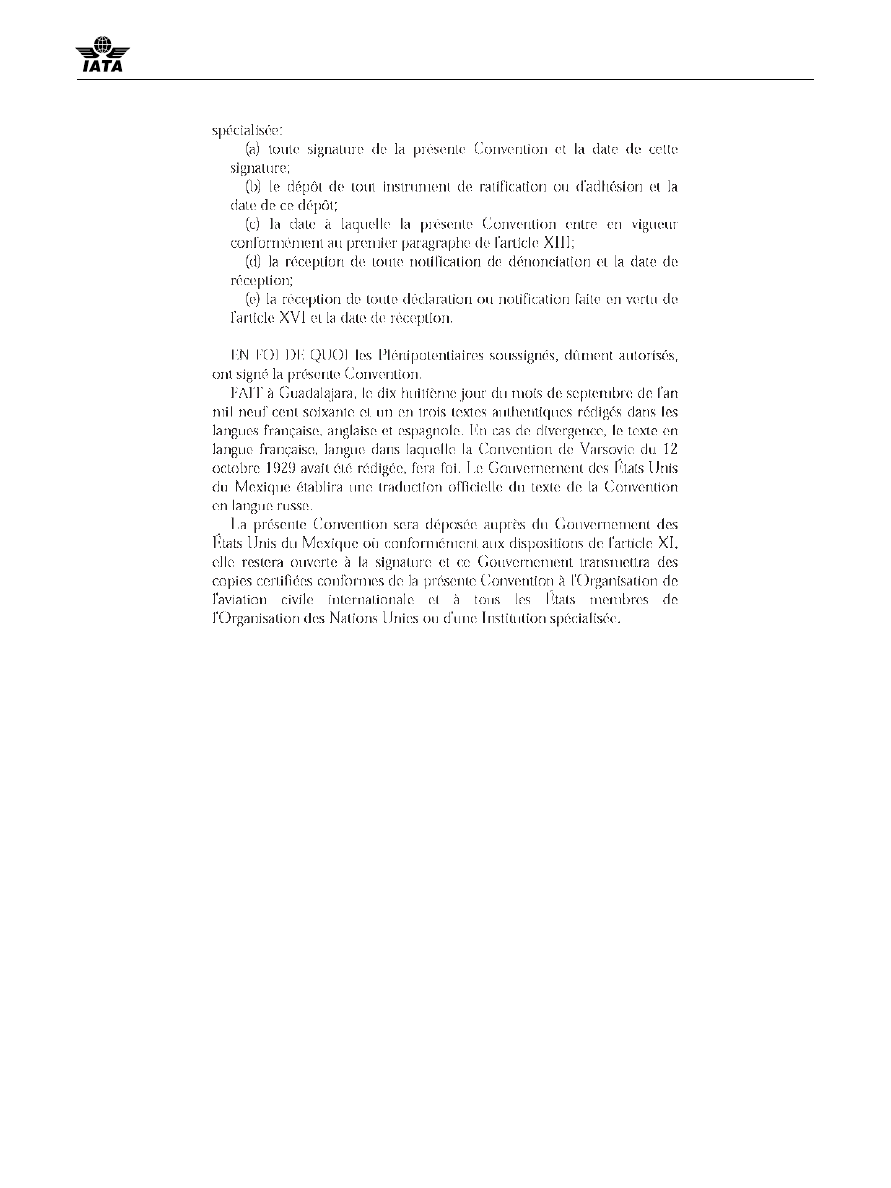 IATA
spécialisée:
(a) toute signature de la présente Convention et la date de cette
signature;
(b) le dépôt de tout instrument de ratification ou d'adhésion et la
date de ce dépôt;
(c) la date à laquelle la présente Convention entre en vigueur
conformément au premier paragraphe de l'article XIII;
(d) la réception de toute notification de dénonciation et la date de
réception;
(e) la réception de toute déclaration ou notification faite en vertu de
l'article XVI et la date de réception.
EN FOI DE QUOI les Plénipotentiaires soussignés, dûment autorisés,
ont signé la présente Convention.
FAIT à Guadalajara, le dix huitième jour du mois de septembre de l'an
mil neuf cent soixante et un en trois textes authentiques rédigés dans les
langues française, anglaise et espagnole. En cas de divergence, le texte en
langue française, langue dans laquelle la Convention de Varsovie du 12
octobre 1929 avait été rédigée, fera foi. Le Gouvernement des États Unis
du Mexique établira une traduction officielle du texte de la Convention
en langue russe.
La présente Convention sera déposée auprès du Gouvernement des
États Unis du Mexique où conformément aux dispositions de l'article XI,
elle restera ouverte à la signature et ce Gouvernement transmettra des
copies certifiées conformes de la présente Convention à l'Organisation de
l'aviation civile internationale et à tous les États membres de
l'Organisation des Nations Unies ou d'une Institution spécialisée.